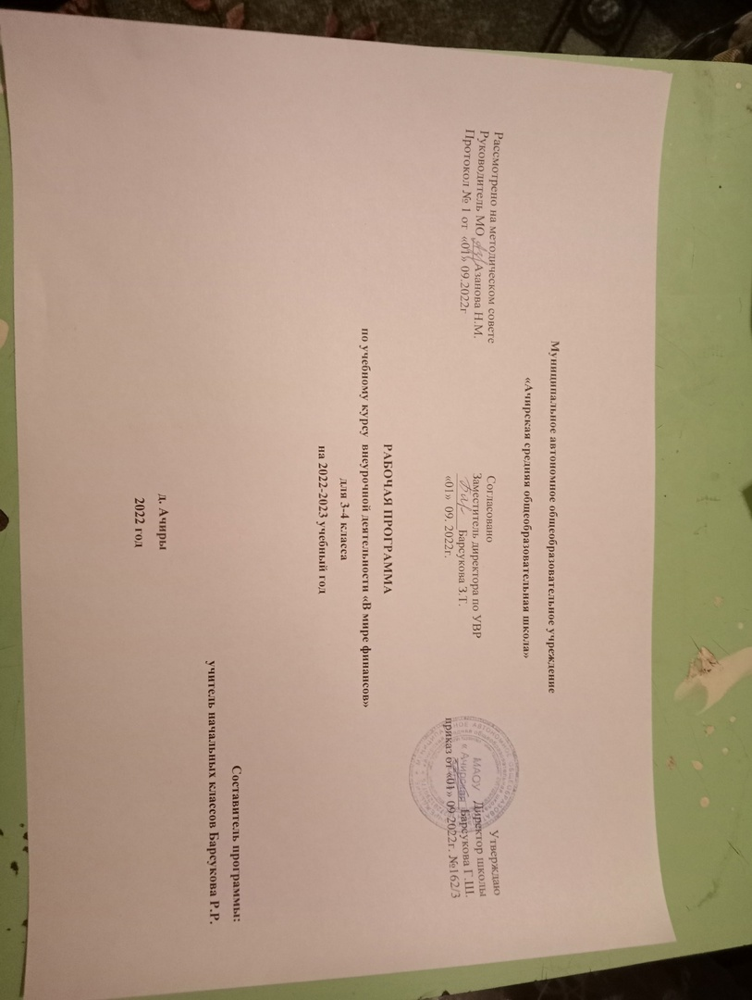 Муниципальное автономное общеобразовательное учреждение
«Ачирская средняя общеобразовательная школа»
Рассмотрено на методическом совете
Руководитель МО Азанова Н.М.
Протокол № 1 от «01» 09.2022г
Согласовано
Заместитель директора по УВР
Барсукова З.Т.
«01» 09. 2022г.
Утверждаю
Директор школы
Барсукова Г.Ш.
приказ от «01» 09.2022г. №162/3
МАОУ
Ачирская
РАБОЧАЯ ПРОГРАММА
по учебному курсу внеурочной деятельности «В мире финансов»
для 3-4 класса
на 2022-2023 учебный год
Составитель программы:
учитель начальных классов Барсукова Р.Р.
д. Ачиры
2022 год